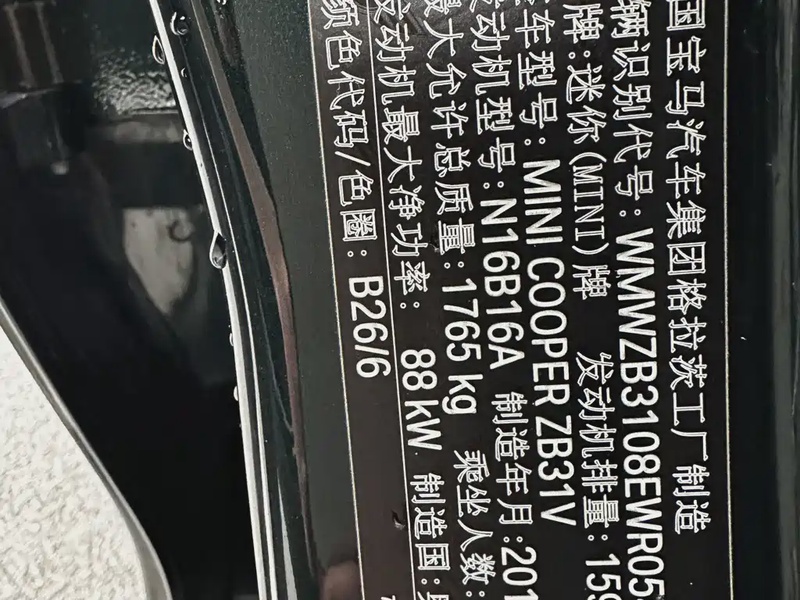 国宝马汽车集团格拉茨工厂制造
辆识别代号:WMWZB3108EWR05
牌:迷你(MINI)牌 发动机排量:159
车型号:MINI COOPER ZB31V
发动机型号:N16B16A 制造年月:201
最大允许总质量:1765 kg 乘坐人数:
发动机最大净功率: 88 kW 制造国:
颜色代码/色圈: B26/6